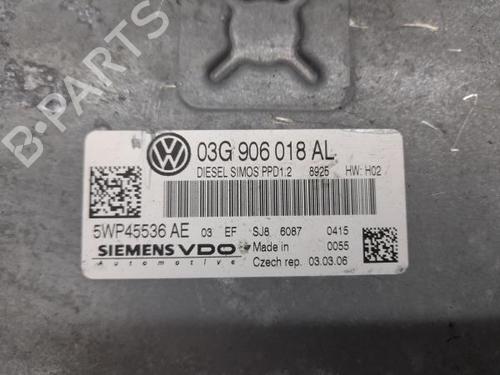 B-PARTS
VW 03G 906 018 AL
DIESEL SIMOS PPD1.2 8925 HW: H02
5WP45536 AE 03 EF SJ8 6087 0415
SIEMENS VDO Made in 0055
Automotive Czech rep. 03.03.06